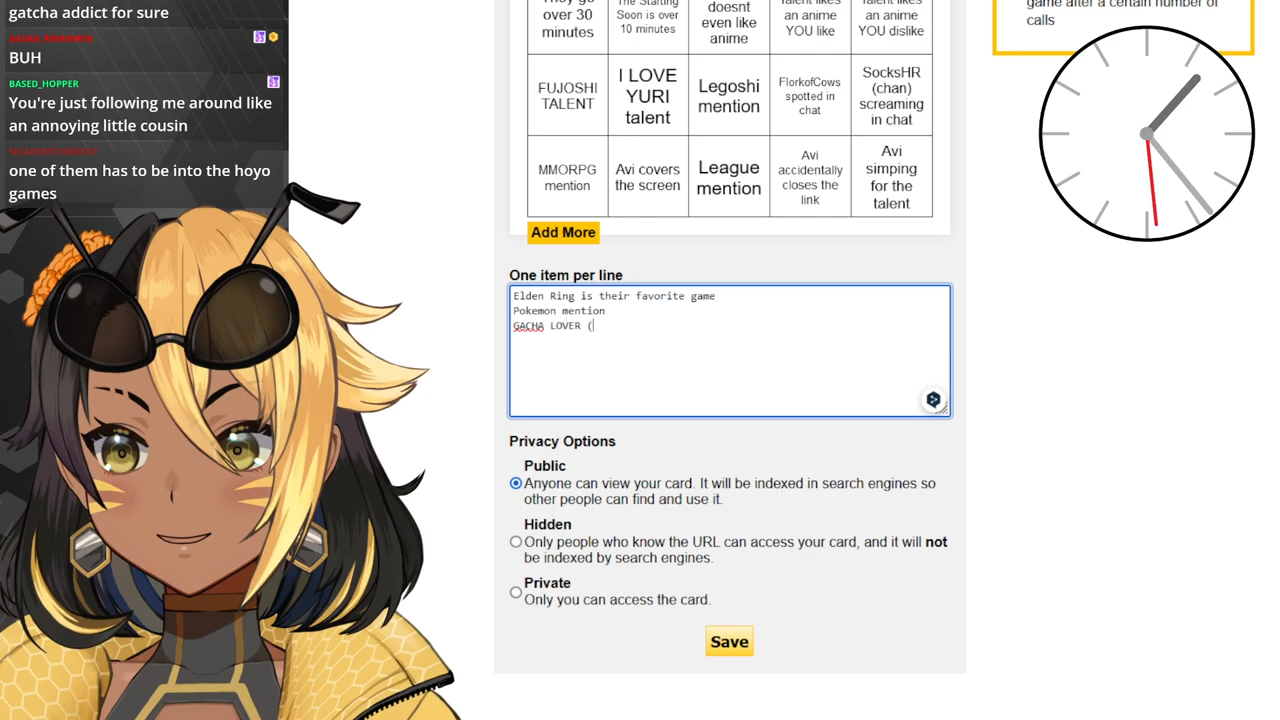 gatcha addict for sure
BUH
BASED_HOPPER
You're just following me around like
an annoying little cousin
one of them has to be into the hoyo
games
over 30
minutes
The Starting
Soon is over
10 minutes
doesnt
even like
anime
Talent likes
an anime
YOU like
Talent likes
an anime
YOU dislike
FUJOSHI
TALENT
I LOVE
YURI
talent
Legoshi
mention
FlorkofCows
spotted in
chat
SocksHR
(chan)
screaming
in chat
MMORPG
mention
Avi covers
the screen
League
mention
Avi
accidentally
closes the
link
Avi
simping
for the
talent
Add More
One item per line
Elden Ring is their favorite game
Pokemon mention
GACHA LOVER (
Privacy Options
Public
Anyone can view your card. It will be indexed in search engines so
other people can find and use it.
Hidden
Only people who know the URL can access your card, and it will not
be indexed by search engines.
Private
Only you can access the card.
Save
game after a certain number of
calls